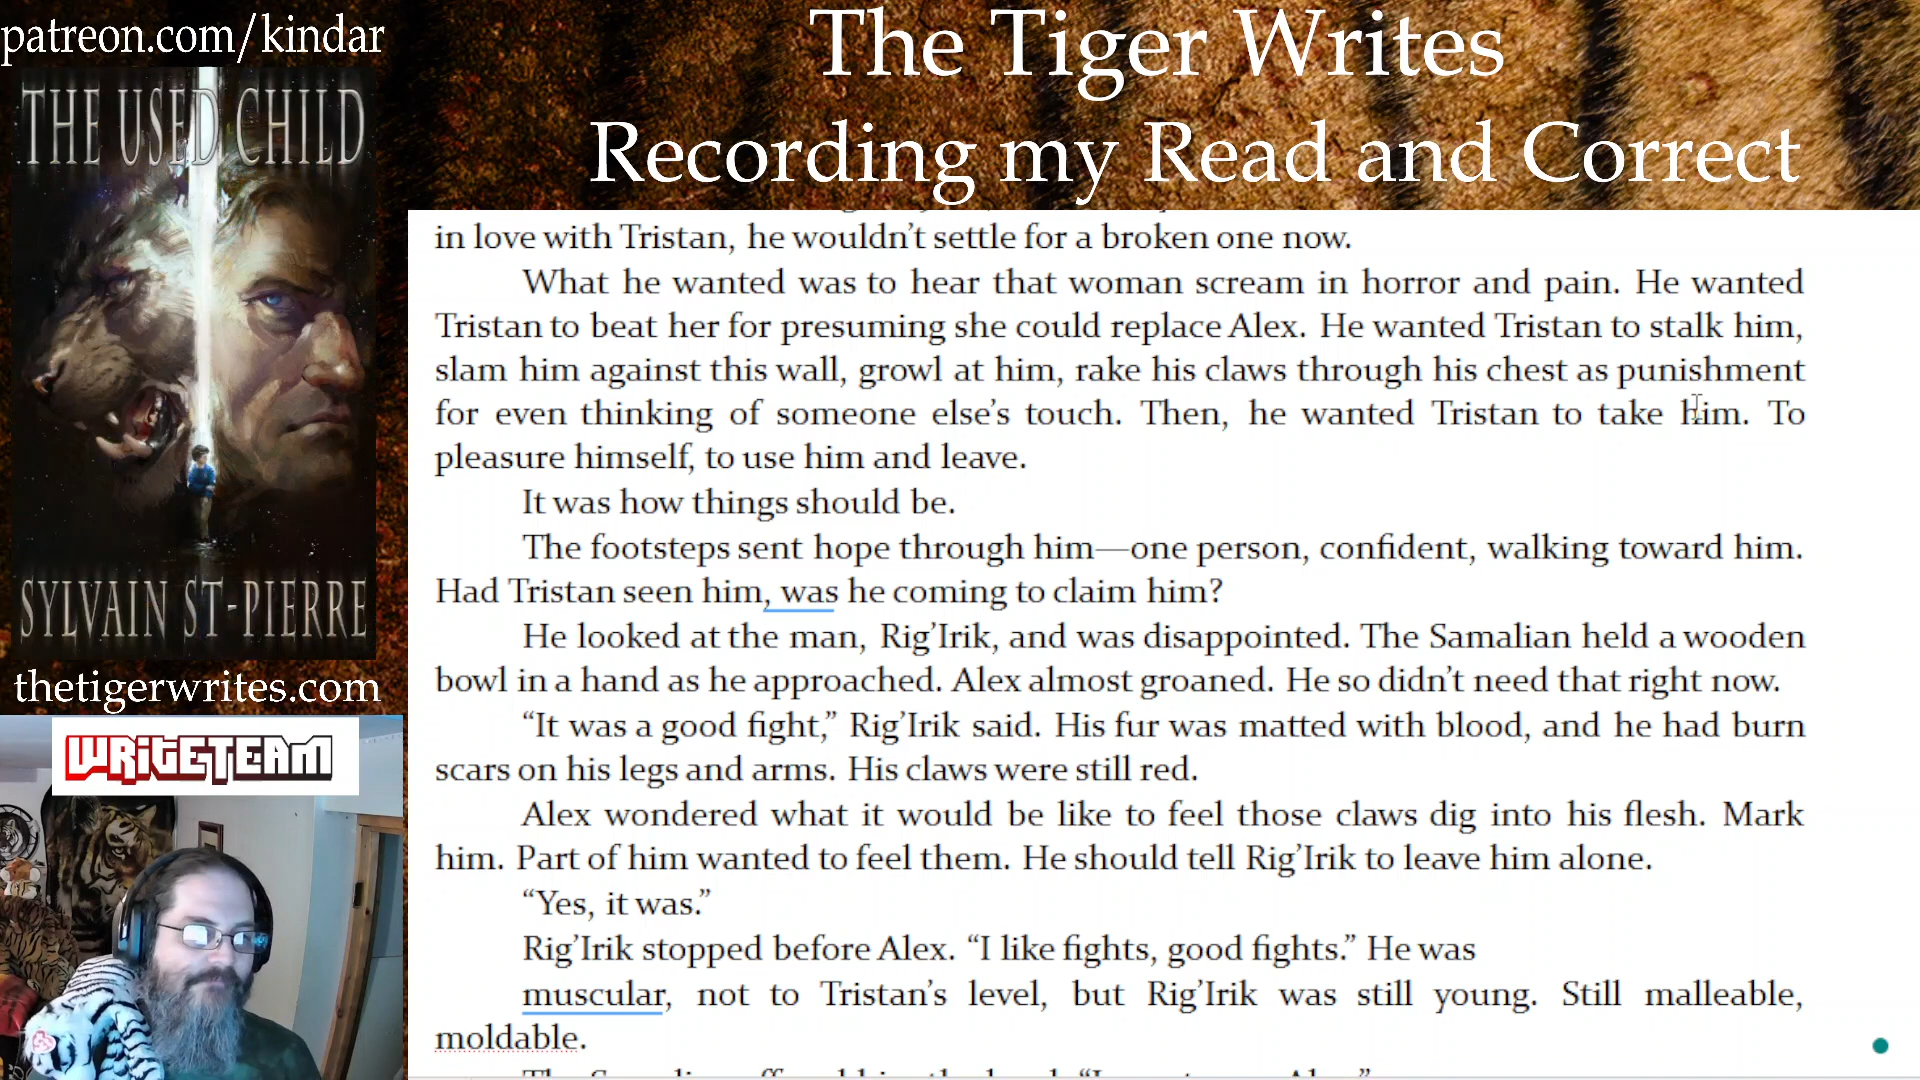 patreon.com/kindar
The Tiger Writes
Recording my Read and Correct
THE USED CHILD
SYLVAIN ST-PIERRE
thetigerwrites.com
WRITETEAM
in love with Tristan, he wouldn’t settle for a broken one now.
What he wanted was to hear that woman scream in horror and pain. He wanted
Tristan to beat her for presuming she could replace Alex. He wanted Tristan to stalk him,
slam him against this wall, growl at him, rake his claws through his chest as punishment
for even thinking of someone else’s touch. Then, he wanted Tristan to take him. To
pleasure himself, to use him and leave.
It was how things should be.
The footsteps sent hope through him—one person, confident, walking toward him.
Had Tristan seen him, was he coming to claim him?
He looked at the man, Rig’Irik, and was disappointed. The Samalian held a wooden
bowl in a hand as he approached. Alex almost groaned. He so didn’t need that right now.
“It was a good fight,” Rig’Irik said. His fur was matted with blood, and he had burn
scars on his legs and arms. His claws were still red.
Alex wondered what it would be like to feel those claws dig into his flesh. Mark
him. Part of him wanted to feel them. He should tell Rig’Irik to leave him alone.
“Yes, it was.”
Rig’Irik stopped before Alex. “I like fights, good fights.” He was
muscular, not to Tristan’s level, but Rig’Irik was still young. Still malleable,
moldable.